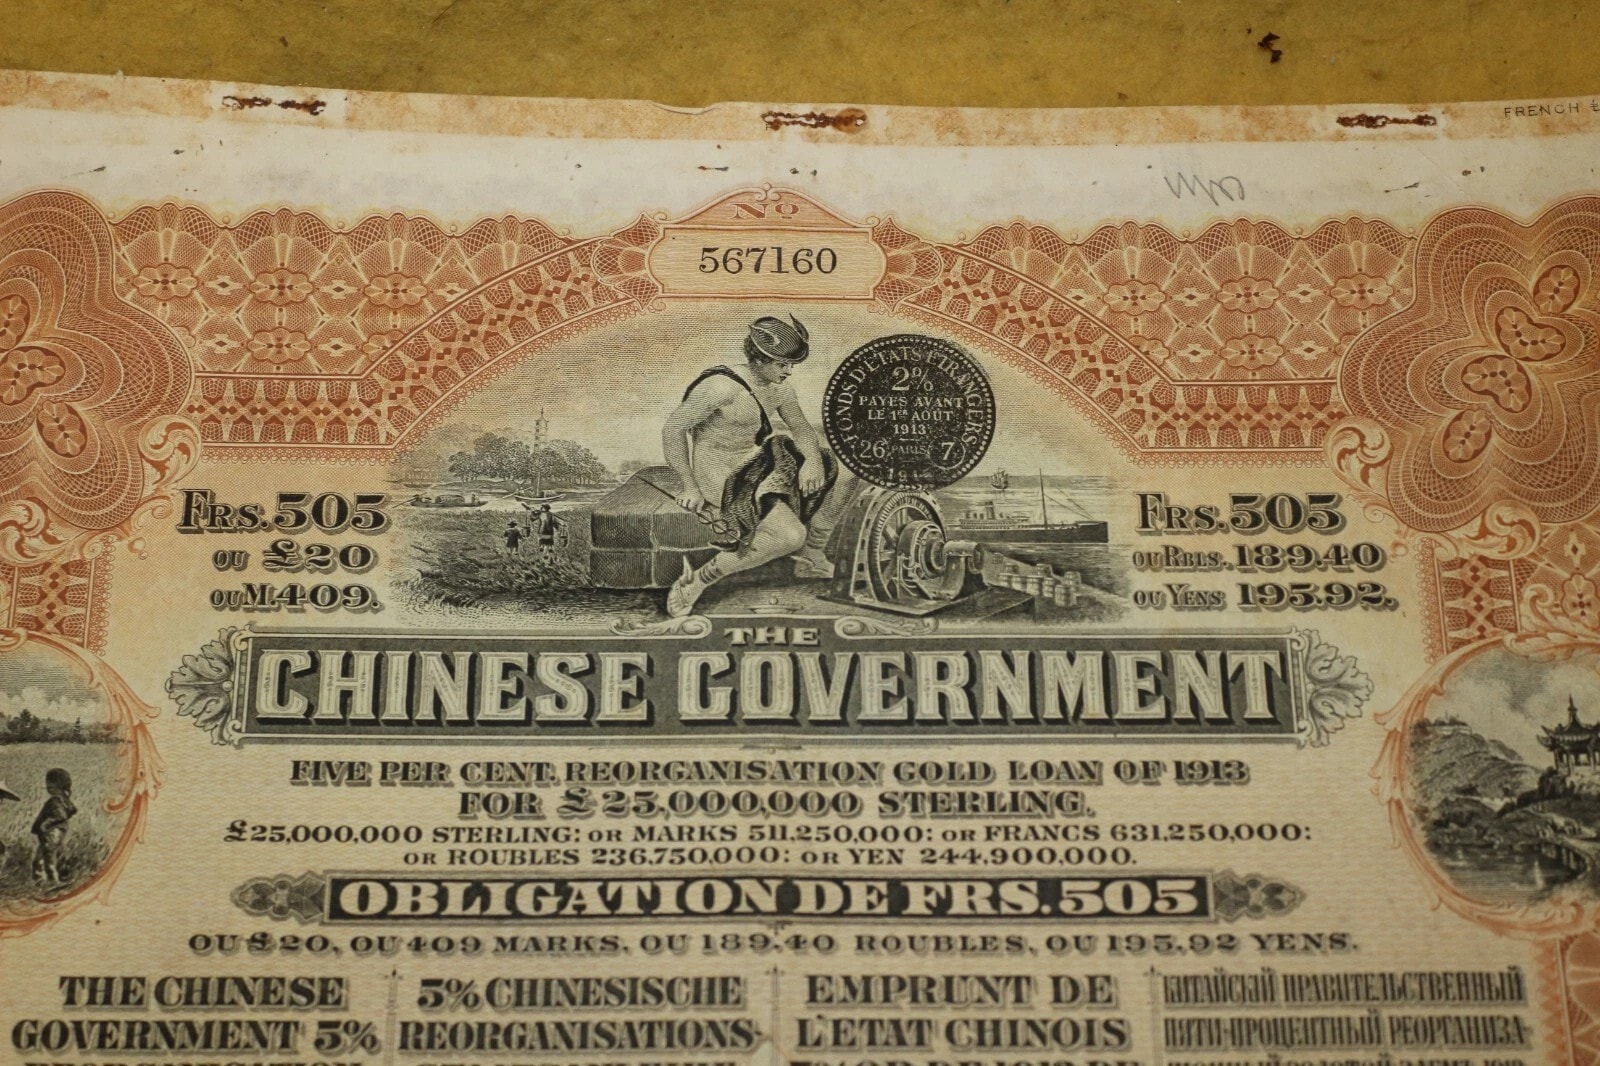 FRENCH
No
567160
FONDS D'ETATS ETRANGERS
2%
PAYES AVANT
LE 1ER AOUT
1913
26 PARIS 7
FRS. 505
OU £20
OU M. 409.
FRS. 505
OU RBLS. 189.40
OU YENS 195.92.
THE
CHINESE GOVERNMENT
FIVE PER CENT. REORGANISATION GOLD LOAN OF 1913
FOR £25,000,000 STERLING.
£25,000,000 STERLING: OR MARKS 511,250,000: OR FRANCS 631,250,000:
OR ROUBLES 236,750,000: OR YEN 244,900,000.
OBLIGATION DE FRS. 505
OU £20, OU 409 MARKS, OU 189.40 ROUBLES, OU 195.92 YENS.
THE CHINESE
GOVERNMENT 5%
REORGANISATION
5% CHINESISCHE
REORGANISATIONS-
EMPRUNT DE
L'ETAT CHINOIS
КИТАЙСКІЙ ПРАВИТЕЛЬСТВЕННЫЙ
ПЯТИ-ПРОЦЕНТНЫЙ РЕОРГАНИЗА-